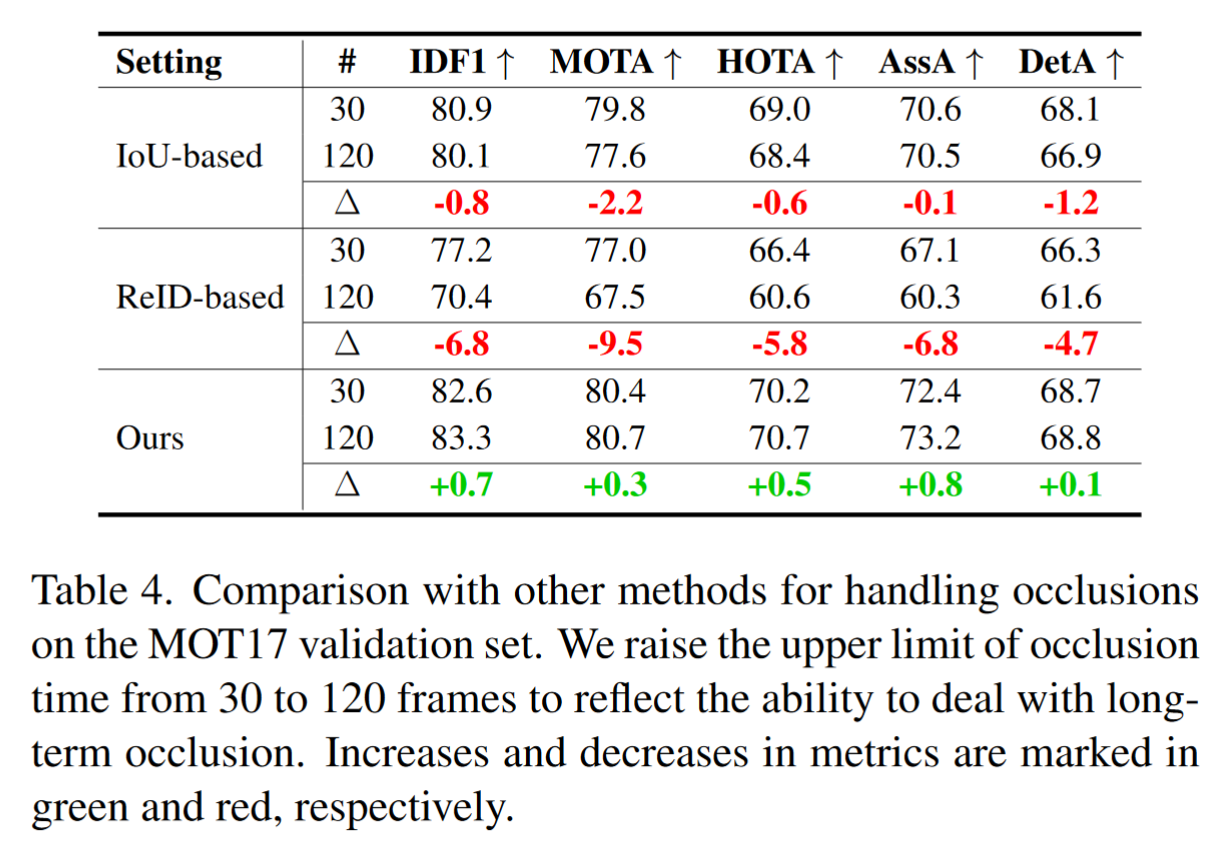 Setting # IDF1 ↑ MOTA ↑ HOTA ↑ AssA ↑ DetA ↑
30 80.9 79.8 69.0 70.6 68.1
IoU-based 120 80.1 77.6 68.4 70.5 66.9
Δ -0.8 -2.2 -0.6 -0.1 -1.2
30 77.2 77.0 66.4 67.1 66.3
ReID-based 120 70.4 67.5 60.6 60.3 61.6
Δ -6.8 -9.5 -5.8 -6.8 -4.7
30 82.6 80.4 70.2 72.4 68.7
Ours 120 83.3 80.7 70.7 73.2 68.8
Δ +0.7 +0.3 +0.5 +0.8 +0.1
Table 4. Comparison with other methods for handling occlusions
on the MOT17 validation set. We raise the upper limit of occlusion
time from 30 to 120 frames to reflect the ability to deal with long-
term occlusion. Increases and decreases in metrics are marked in
green and red, respectively.